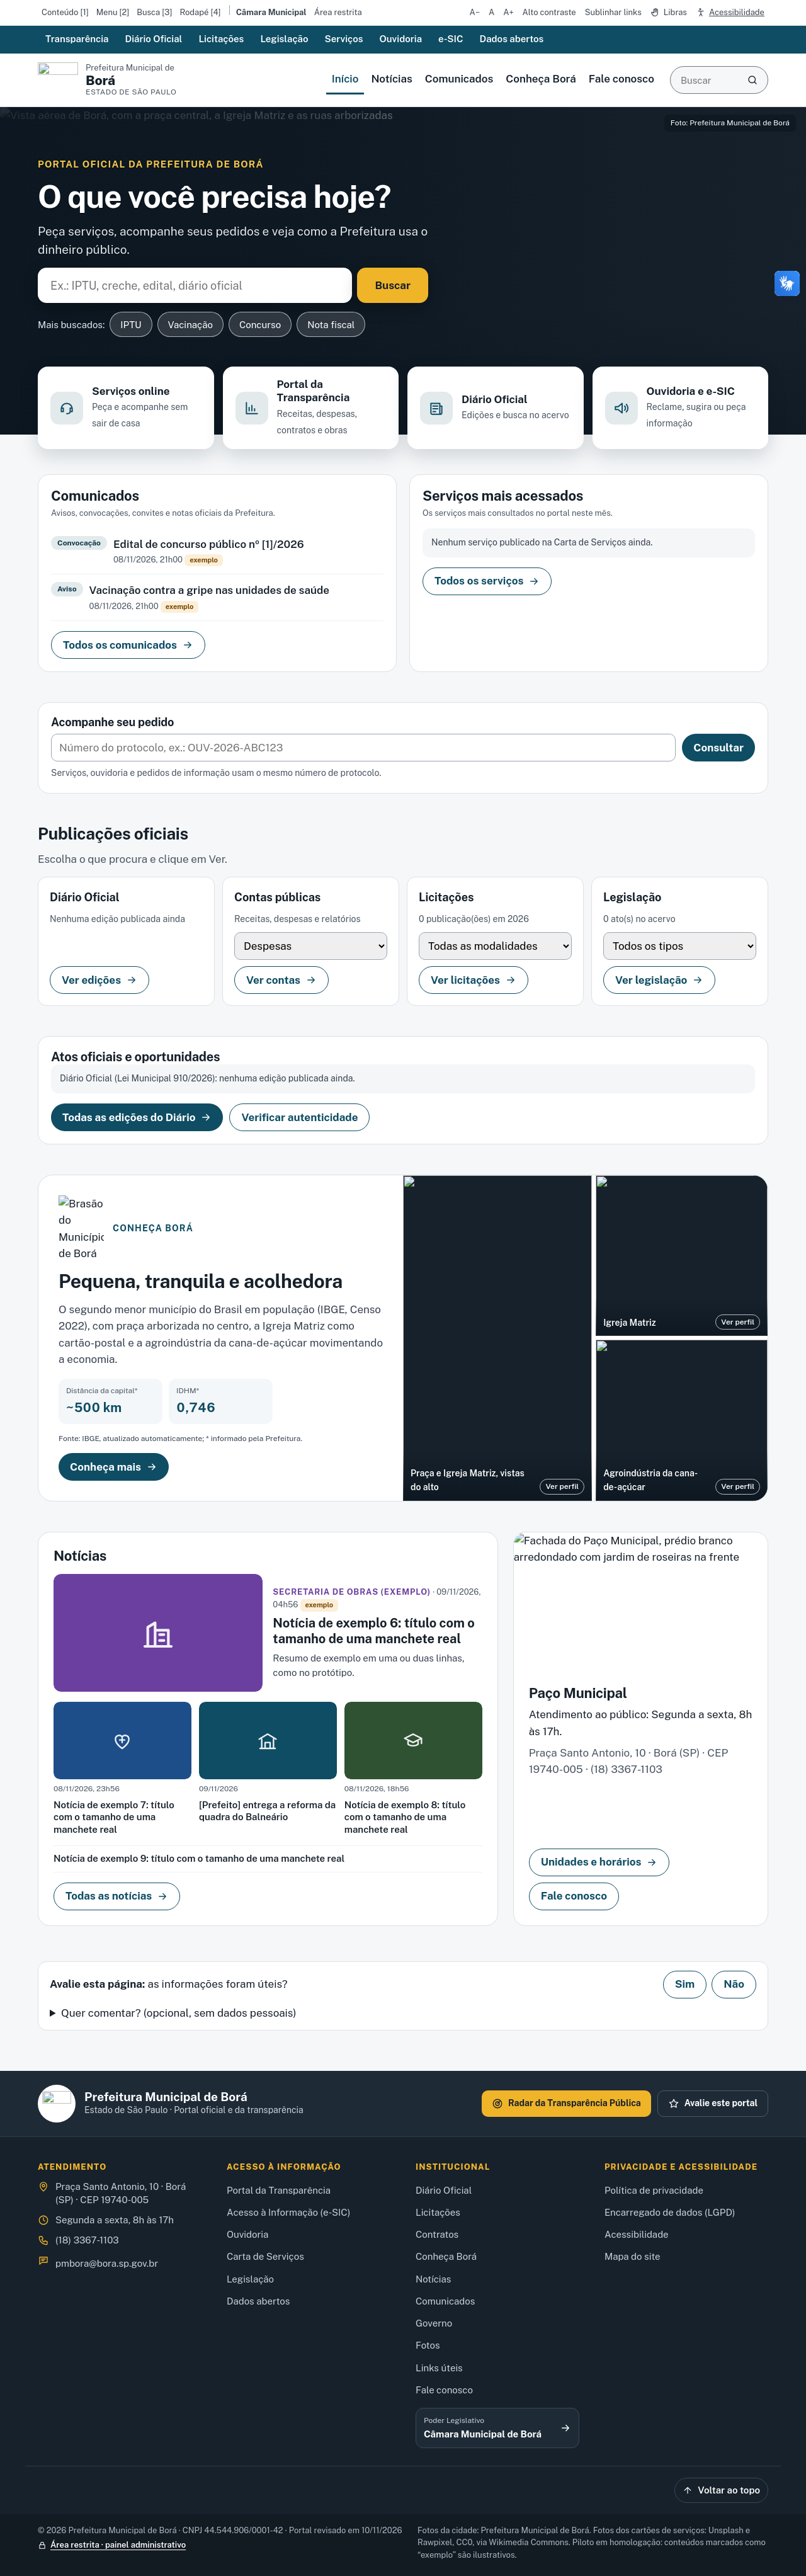 Conteúdo [1] Menu [2] Busca [3] Rodapé [4] Câmara Municipal Área restrita A− A A+ Alto contraste Sublinhar links Libras Acessibilidade
Transparência Diário Oficial Licitações Legislação Serviços Ouvidoria e-SIC Dados abertos
Prefeitura Municipal de
Borá
ESTADO DE SÃO PAULO
Início Notícias Comunicados Conheça Borá Fale conosco Buscar
Vista aérea de Borá, com a praça central, a Igreja Matriz e as ruas arborizadas
Foto: Prefeitura Municipal de Borá
PORTAL OFICIAL DA PREFEITURA DE BORÁ
O que você precisa hoje?
Peça serviços, acompanhe seus pedidos e veja como a Prefeitura usa o
dinheiro público.
Ex.: IPTU, creche, edital, diário oficial Buscar
Mais buscados: IPTU Vacinação Concurso Nota fiscal
Serviços online
Peça e acompanhe sem
sair de casa
Portal da
Transparência
Receitas, despesas,
contratos e obras
Diário Oficial
Edições e busca no acervo
Ouvidoria e e-SIC
Reclame, sugira ou peça
informação
Comunicados
Avisos, convocações, convites e notas oficiais da Prefeitura.
Convocação Edital de concurso público nº [1]/2026
08/11/2026, 21h00 exemplo
Aviso Vacinação contra a gripe nas unidades de saúde
08/11/2026, 21h00 exemplo
Todos os comunicados
Serviços mais acessados
Os serviços mais consultados no portal neste mês.
Nenhum serviço publicado na Carta de Serviços ainda.
Todos os serviços
Acompanhe seu pedido
Número do protocolo, ex.: OUV-2026-ABC123 Consultar
Serviços, ouvidoria e pedidos de informação usam o mesmo número de protocolo.
Publicações oficiais
Escolha o que procura e clique em Ver.
Diário Oficial
Nenhuma edição publicada ainda
Ver edições
Contas públicas
Receitas, despesas e relatórios
Despesas
Ver contas
Licitações
0 publicação(ões) em 2026
Todas as modalidades
Ver licitações
Legislação
0 ato(s) no acervo
Todos os tipos
Ver legislação
Atos oficiais e oportunidades
Diário Oficial (Lei Municipal 910/2026): nenhuma edição publicada ainda.
Todas as edições do Diário Verificar autenticidade
Brasão
do
Município
de Borá
CONHEÇA BORÁ
Pequena, tranquila e acolhedora
O segundo menor município do Brasil em população (IBGE, Censo
2022), com praça arborizada no centro, a Igreja Matriz como
cartão-postal e a agroindústria da cana-de-açúcar movimentando
a economia.
Distância da capital*
~500 km
IDHM*
0,746
Fonte: IBGE, atualizado automaticamente; * informado pela Prefeitura.
Conheça mais
Praça e Igreja Matriz, vistas
do alto
Ver perfil
Igreja Matriz Ver perfil
Agroindústria da cana-
de-açúcar
Ver perfil
Notícias
SECRETARIA DE OBRAS (EXEMPLO) · 09/11/2026,
04h56 exemplo
Notícia de exemplo 6: título com o
tamanho de uma manchete real
Resumo de exemplo em uma ou duas linhas,
como no protótipo.
08/11/2026, 23h56
Notícia de exemplo 7: título
com o tamanho de uma
manchete real
09/11/2026
[Prefeito] entrega a reforma da
quadra do Balneário
08/11/2026, 18h56
Notícia de exemplo 8: título
com o tamanho de uma
manchete real
Notícia de exemplo 9: título com o tamanho de uma manchete real
Todas as notícias
Fachada do Paço Municipal, prédio branco
arredondado com jardim de roseiras na frente
Paço Municipal
Atendimento ao público: Segunda a sexta, 8h
às 17h.
Praça Santo Antonio, 10 · Borá (SP) · CEP
19740-005 · (18) 3367-1103
Unidades e horários
Fale conosco
Avalie esta página: as informações foram úteis? Sim Não
Quer comentar? (opcional, sem dados pessoais)
Prefeitura Municipal de Borá
Estado de São Paulo · Portal oficial e da transparência
Radar da Transparência Pública Avalie este portal
ATENDIMENTO
Praça Santo Antonio, 10 · Borá
(SP) · CEP 19740-005
Segunda a sexta, 8h às 17h
(18) 3367-1103
pmbora@bora.sp.gov.br
ACESSO À INFORMAÇÃO
Portal da Transparência
Acesso à Informação (e-SIC)
Ouvidoria
Carta de Serviços
Legislação
Dados abertos
INSTITUCIONAL
Diário Oficial
Licitações
Contratos
Conheça Borá
Notícias
Comunicados
Governo
Fotos
Links úteis
Fale conosco
Poder Legislativo
Câmara Municipal de Borá
PRIVACIDADE E ACESSIBILIDADE
Política de privacidade
Encarregado de dados (LGPD)
Acessibilidade
Mapa do site
Voltar ao topo
© 2026 Prefeitura Municipal de Borá · CNPJ 44.544.906/0001-42 · Portal revisado em 10/11/2026
Área restrita · painel administrativo
Fotos da cidade: Prefeitura Municipal de Borá. Fotos dos cartões de serviços: Unsplash e
Rawpixel, CC0, via Wikimedia Commons. Piloto em homologação: conteúdos marcados como
“exemplo” são ilustrativos.